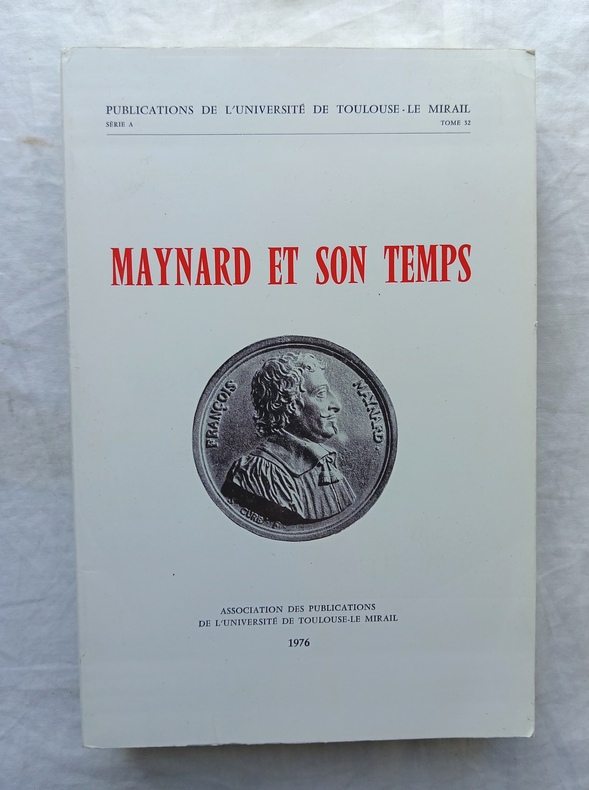 PUBLICATIONS DE L'UNIVERSITÉ DE TOULOUSE-LE MIRAIL
SÉRIE A TOME 32
MAYNARD ET SON TEMPS
FRANÇOIS MAYNARD.
ASSOCIATION DES PUBLICATIONS
DE L'UNIVERSITÉ DE TOULOUSE-LE MIRAIL
1976